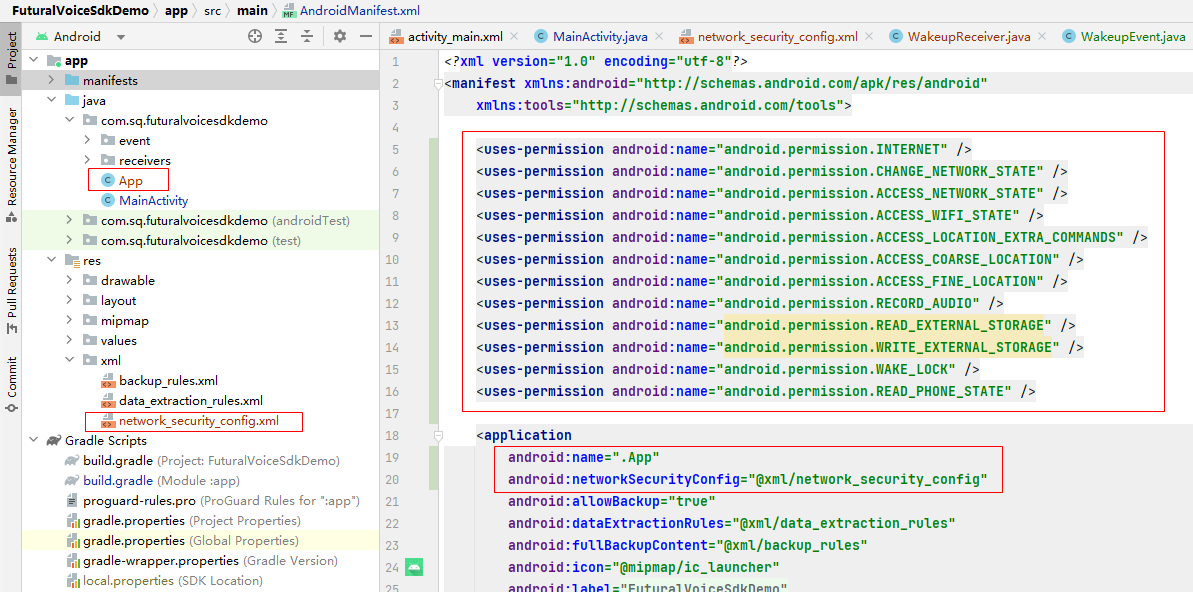 FuturalVoiceSdkDemo app src main AndroidManifest.xml
Android
activity_main.xml MainActivity.java network_security_config.xml WakeupReceiver.java WakeupEvent.java
Project
Resource Manager
Pull Requests
Commit
app
manifests
java
com.sq.futuralvoicesdkdemo
event
receivers
App
MainActivity
com.sq.futuralvoicesdkdemo (androidTest)
com.sq.futuralvoicesdkdemo (test)
res
drawable
layout
mipmap
values
xml
backup_rules.xml
data_extraction_rules.xml
network_security_config.xml
Gradle Scripts
build.gradle (Project: FuturalVoiceSdkDemo)
build.gradle (Module :app)
proguard-rules.pro (ProGuard Rules for ":app")
gradle.properties (Project Properties)
gradle.properties (Global Properties)
gradle-wrapper.properties (Gradle Version)
local.properties (SDK Location)
1 <?xml version="1.0" encoding="utf-8"?>
2 <manifest xmlns:android="http://schemas.android.com/apk/res/android"
3 xmlns:tools="http://schemas.android.com/tools">
4
5 <uses-permission android:name="android.permission.INTERNET" />
6 <uses-permission android:name="android.permission.CHANGE_NETWORK_STATE" />
7 <uses-permission android:name="android.permission.ACCESS_NETWORK_STATE" />
8 <uses-permission android:name="android.permission.ACCESS_WIFI_STATE" />
9 <uses-permission android:name="android.permission.ACCESS_LOCATION_EXTRA_COMMANDS" />
10 <uses-permission android:name="android.permission.ACCESS_COARSE_LOCATION" />
11 <uses-permission android:name="android.permission.ACCESS_FINE_LOCATION" />
12 <uses-permission android:name="android.permission.RECORD_AUDIO" />
13 <uses-permission android:name="android.permission.READ_EXTERNAL_STORAGE" />
14 <uses-permission android:name="android.permission.WRITE_EXTERNAL_STORAGE" />
15 <uses-permission android:name="android.permission.WAKE_LOCK" />
16 <uses-permission android:name="android.permission.READ_PHONE_STATE" />
17
18 <application
19 android:name=".App"
20 android:networkSecurityConfig="@xml/network_security_config"
21 android:allowBackup="true"
22 android:dataExtractionRules="@xml/data_extraction_rules"
23 android:fullBackupContent="@xml/backup_rules"
24 android:icon="@mipmap/ic_launcher"
25 android:label="FuturalVoiceSdkDemo"